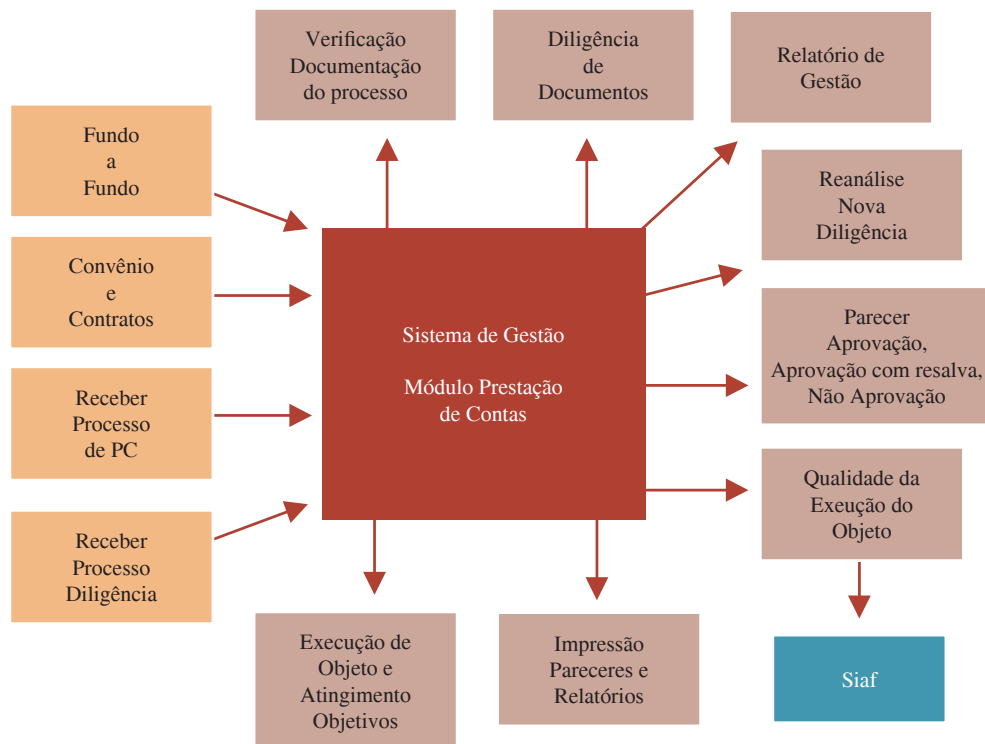 Verificação
Documentação
do processo
Diligência
de
Documentos
Relatório de
Gestão
Fundo
a
Fundo
Reanálise
Nova
Diligência
Convênio
e
Contratos
Sistema de Gestão
Módulo Prestação
de Contas
Parecer
Aprovação,
Aprovação com resalva,
Não Aprovação
Receber
Processo
de PC
Qualidade da
Exeução do
Objeto
Receber
Processo
Diligência
Execução de
Objeto e
Atingimento
Objetivos
Impressão
Pareceres e
Relatórios
Siaf